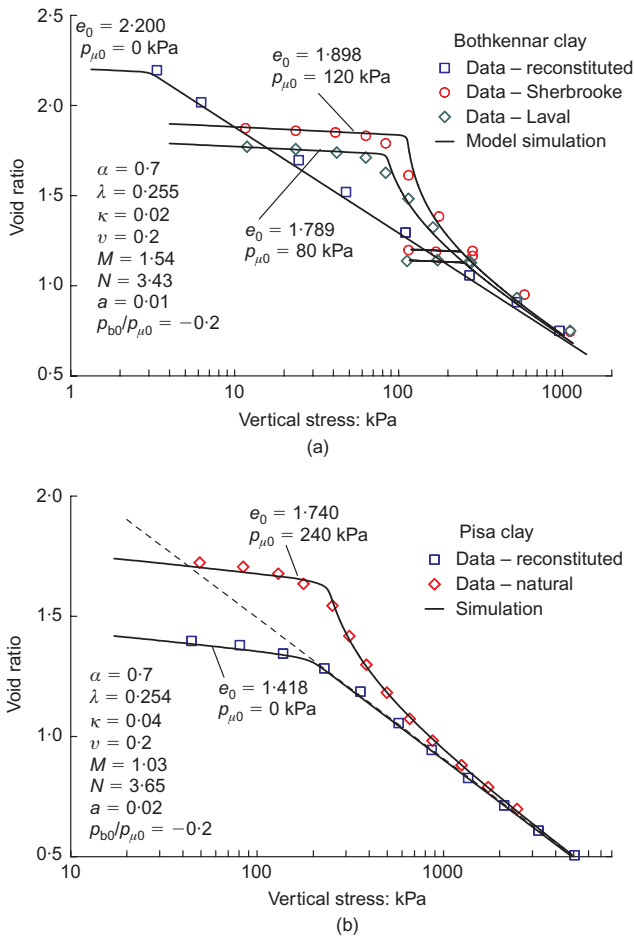 e0 = 2·200
pμ0 = 0 kPa
e0 = 1·898
pμ0 = 120 kPa
Bothkennar clay
Data – reconstituted
Data – Sherbrooke
Data – Laval
Model simulation
2·5
2·0
1·5
1·0
0·5
Void ratio
α = 0·7
λ = 0·255
κ = 0·02
υ = 0·2
M = 1·54
N = 3·43
a = 0·01
pb0/pμ0 = −0·2
e0 = 1·789
pμ0 = 80 kPa
1
10
100
1000
Vertical stress: kPa
(a)
e0 = 1·740
pμ0 = 240 kPa
Pisa clay
Data – reconstituted
Data – natural
Simulation
2·0
1·5
1·0
0·5
Void ratio
α = 0·7
λ = 0·254
κ = 0·04
υ = 0·2
M = 1·03
N = 3·65
a = 0·02
pb0/pμ0 = −0·2
e0 = 1·418
pμ0 = 0 kPa
10
100
1000
Vertical stress: kPa
(b)